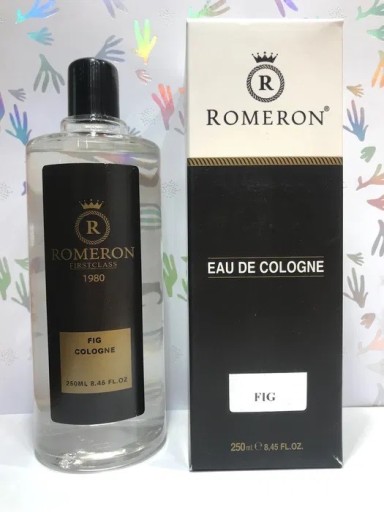 R
ROMERON
FIRSTCLASS
1980
FIG
COLOGNE
250ML 8.45 FL.OZ
R
ROMERON®
EAU DE COLOGNE
FIG
250ml ℮ 8.45 FL.OZ.